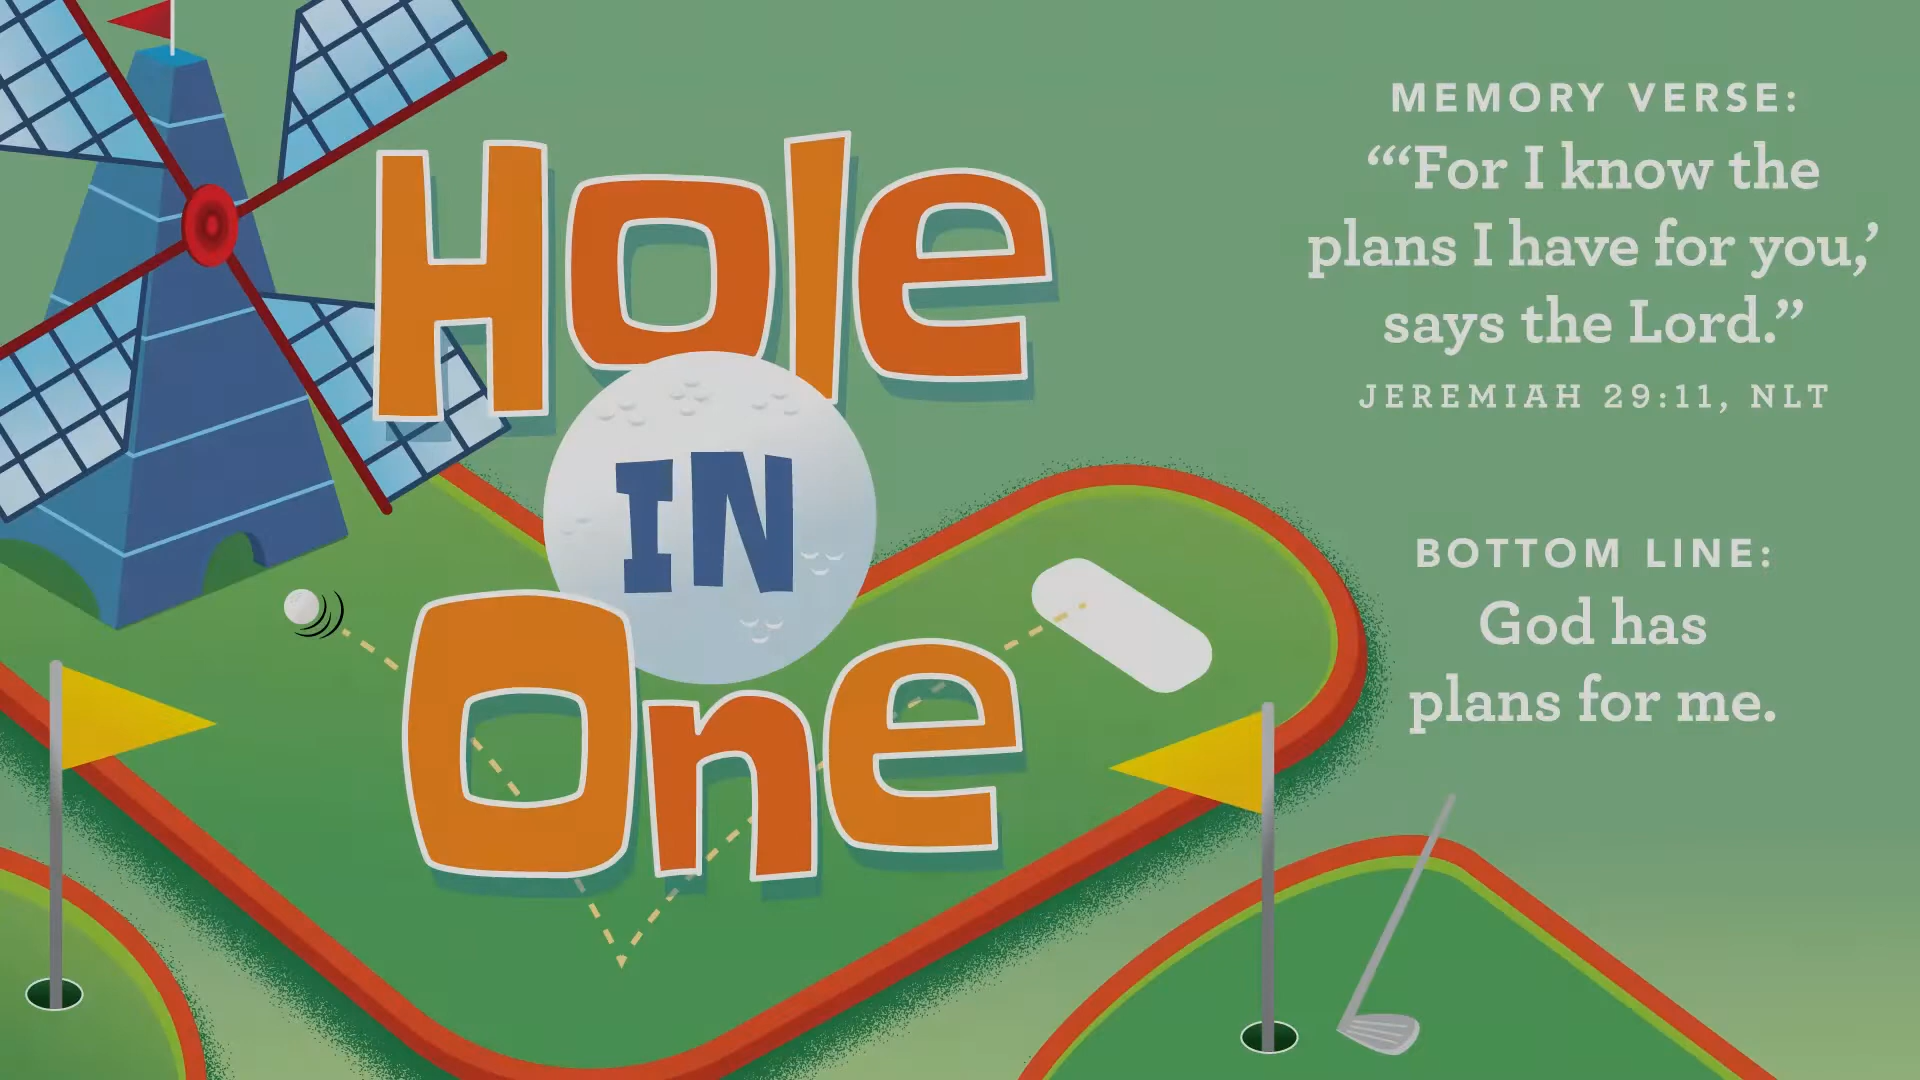 Hole
IN
One
MEMORY VERSE:
“‘“For I know the
plans I have for you,’
says the Lord.”
JEREMIAH 29:11, NLT
BOTTOM LINE:
God has
plans for me.